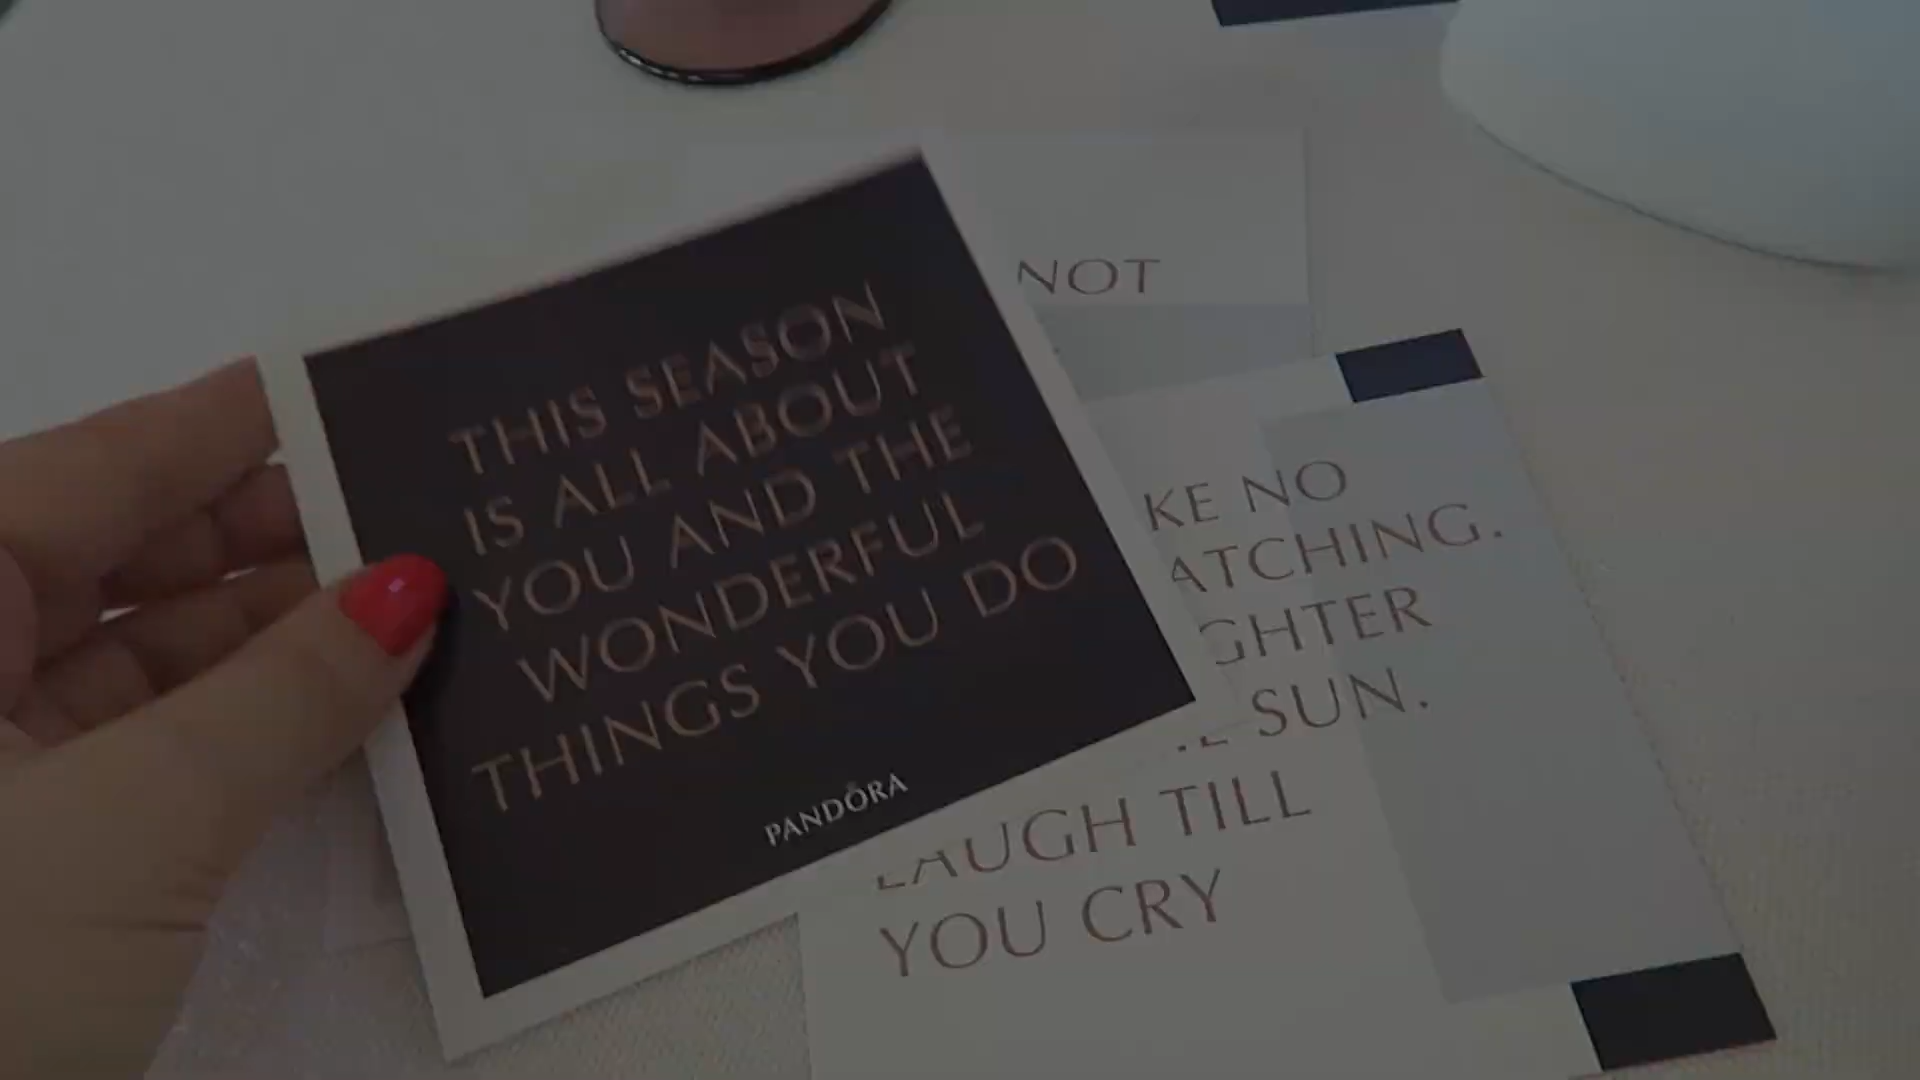 THIS SEASON
IS ALL ABOUT
YOU AND THE
WONDERFUL
THINGS YOU DO
PANDORA
NOT
KE NO
ATCHING.
GHTER
SUN.
LAUGH TILL
YOU CRY